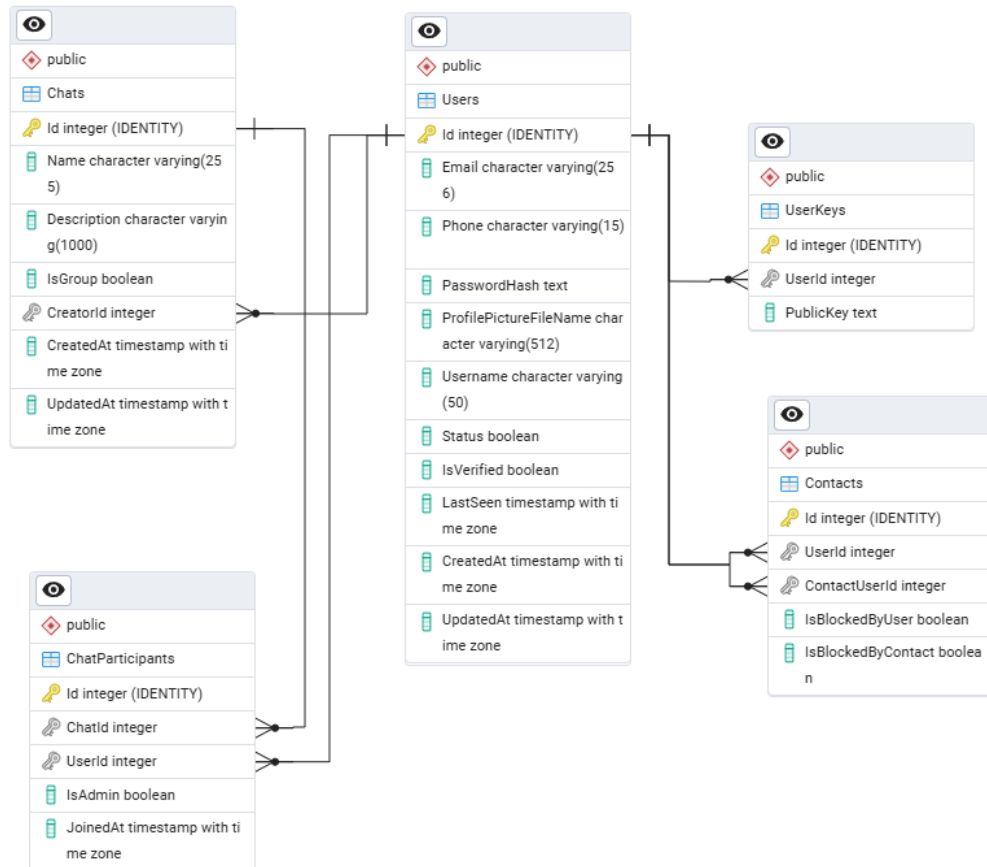 public
Chats
Id integer (IDENTITY)
Name character varying(25
5)
Description character varyin
g(1000)
IsGroup boolean
CreatorId integer
CreatedAt timestamp with ti
me zone
UpdatedAt timestamp with t
ime zone
public
Users
Id integer (IDENTITY)
Email character varying(25
6)
Phone character varying(15)
PasswordHash text
ProfilePictureFileName char
acter varying(512)
Username character varying
(50)
Status boolean
IsVerified boolean
LastSeen timestamp with ti
me zone
CreatedAt timestamp with ti
me zone
UpdatedAt timestamp with t
ime zone
public
UserKeys
Id integer (IDENTITY)
UserId integer
PublicKey text
public
Contacts
Id integer (IDENTITY)
UserId integer
ContactUserId integer
IsBlockedByUser boolean
IsBlockedByContact boolea
n
public
ChatParticipants
Id integer (IDENTITY)
ChatId integer
UserId integer
IsAdmin boolean
JoinedAt timestamp with ti
me zone